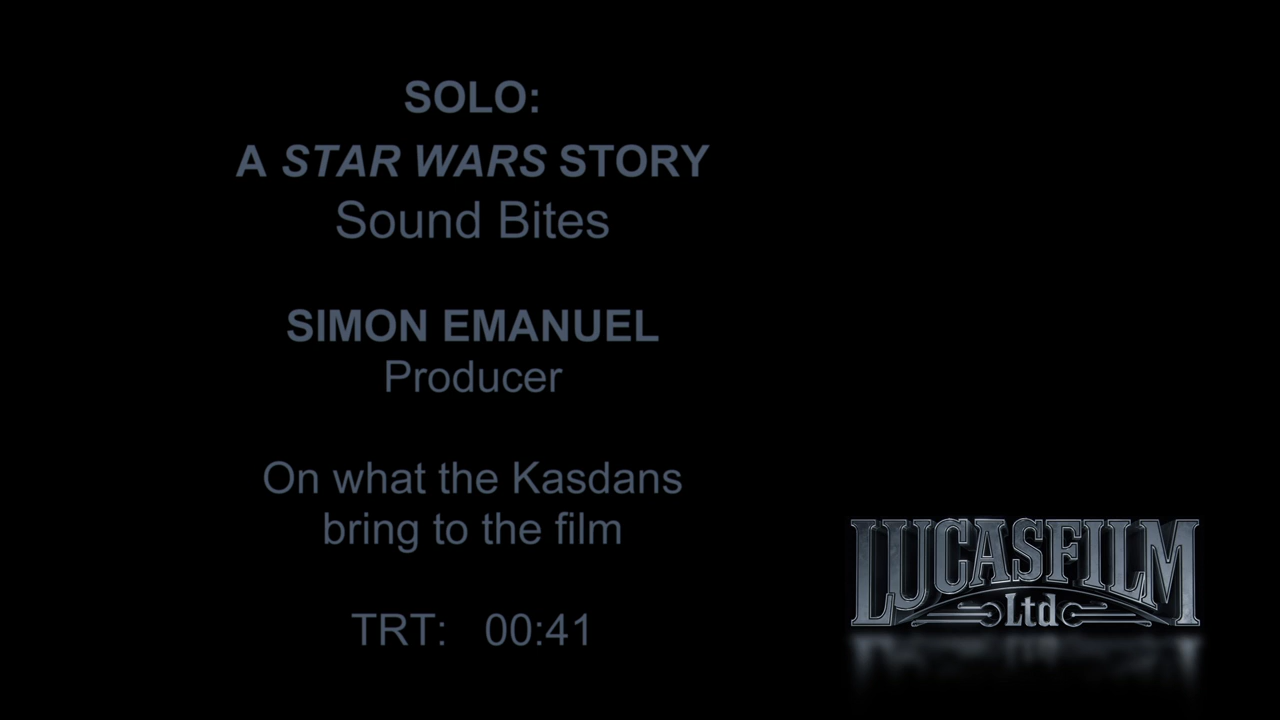 SOLO:
A STAR WARS STORY
Sound Bites
SIMON EMANUEL
Producer
On what the Kasdans
bring to the film
TRT: 00:41
LUCASFILM
Ltd